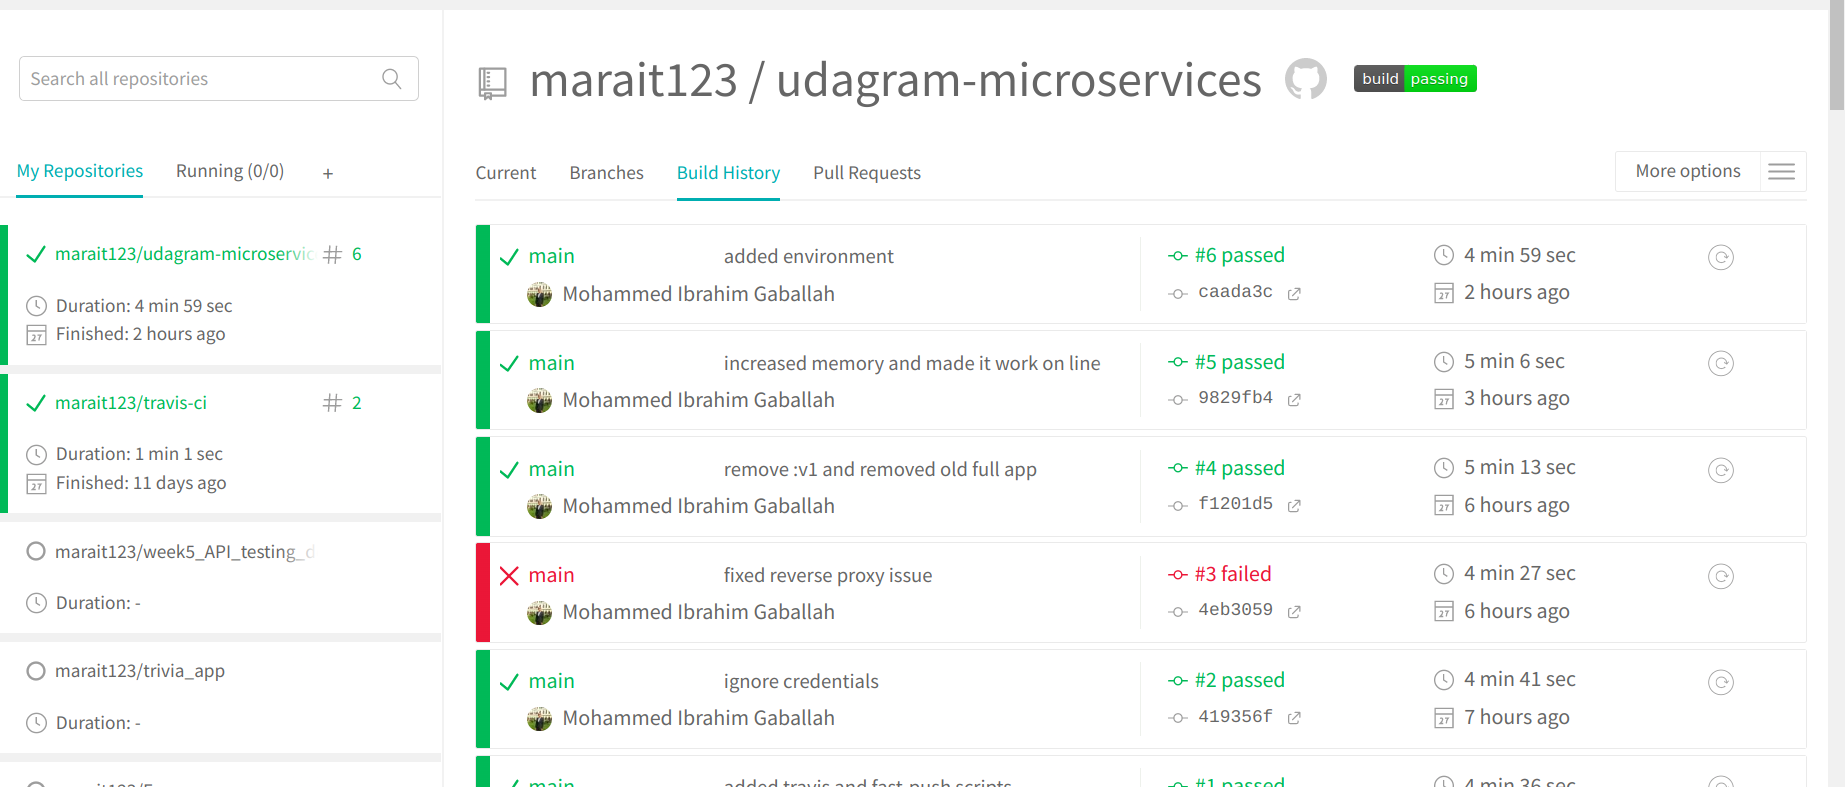 Search all repositories
My Repositories Running (0/0) +
marait123/udagram-microservic # 6
Duration: 4 min 59 sec
27 Finished: 2 hours ago
marait123/travis-ci # 2
Duration: 1 min 1 sec
27 Finished: 11 days ago
marait123/week5_API_testing_d
Duration: -
marait123/trivia_app
Duration: -
marait123 / udagram-microservices build passing
Current Branches Build History Pull Requests More options
main added environment #6 passed 4 min 59 sec
Mohammed Ibrahim Gaballah caada3c 27 2 hours ago
main increased memory and made it work on line #5 passed 5 min 6 sec
Mohammed Ibrahim Gaballah 9829fb4 27 3 hours ago
main remove :v1 and removed old full app #4 passed 5 min 13 sec
Mohammed Ibrahim Gaballah f1201d5 27 6 hours ago
main fixed reverse proxy issue #3 failed 4 min 27 sec
Mohammed Ibrahim Gaballah 4eb3059 27 6 hours ago
main ignore credentials #2 passed 4 min 41 sec
Mohammed Ibrahim Gaballah 419356f 27 7 hours ago
main added travis and fast-push scripts #1 passed 4 min 36 sec